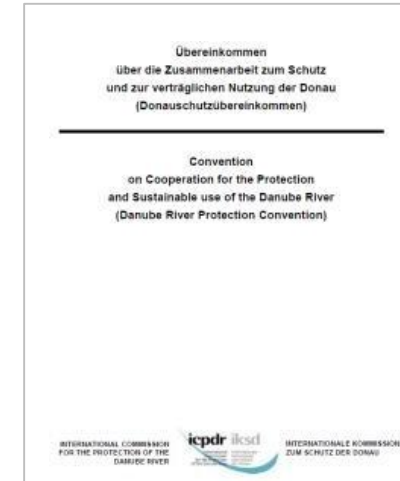 Übereinkommen
über die Zusammenarbeit zum Schutz
und zur verträglichen Nutzung der Donau
(Donauschutzübereinkommen)
Convention
on Cooperation for the Protection
and Sustainable use of the Danube River
(Danube River Protection Convention)
INTERNATIONAL COMMISSION
FOR THE PROTECTION OF THE
DANUBE RIVER
icpdr iksd
INTERNATIONALE KOMMISSION
ZUM SCHUTZ DER DONAU